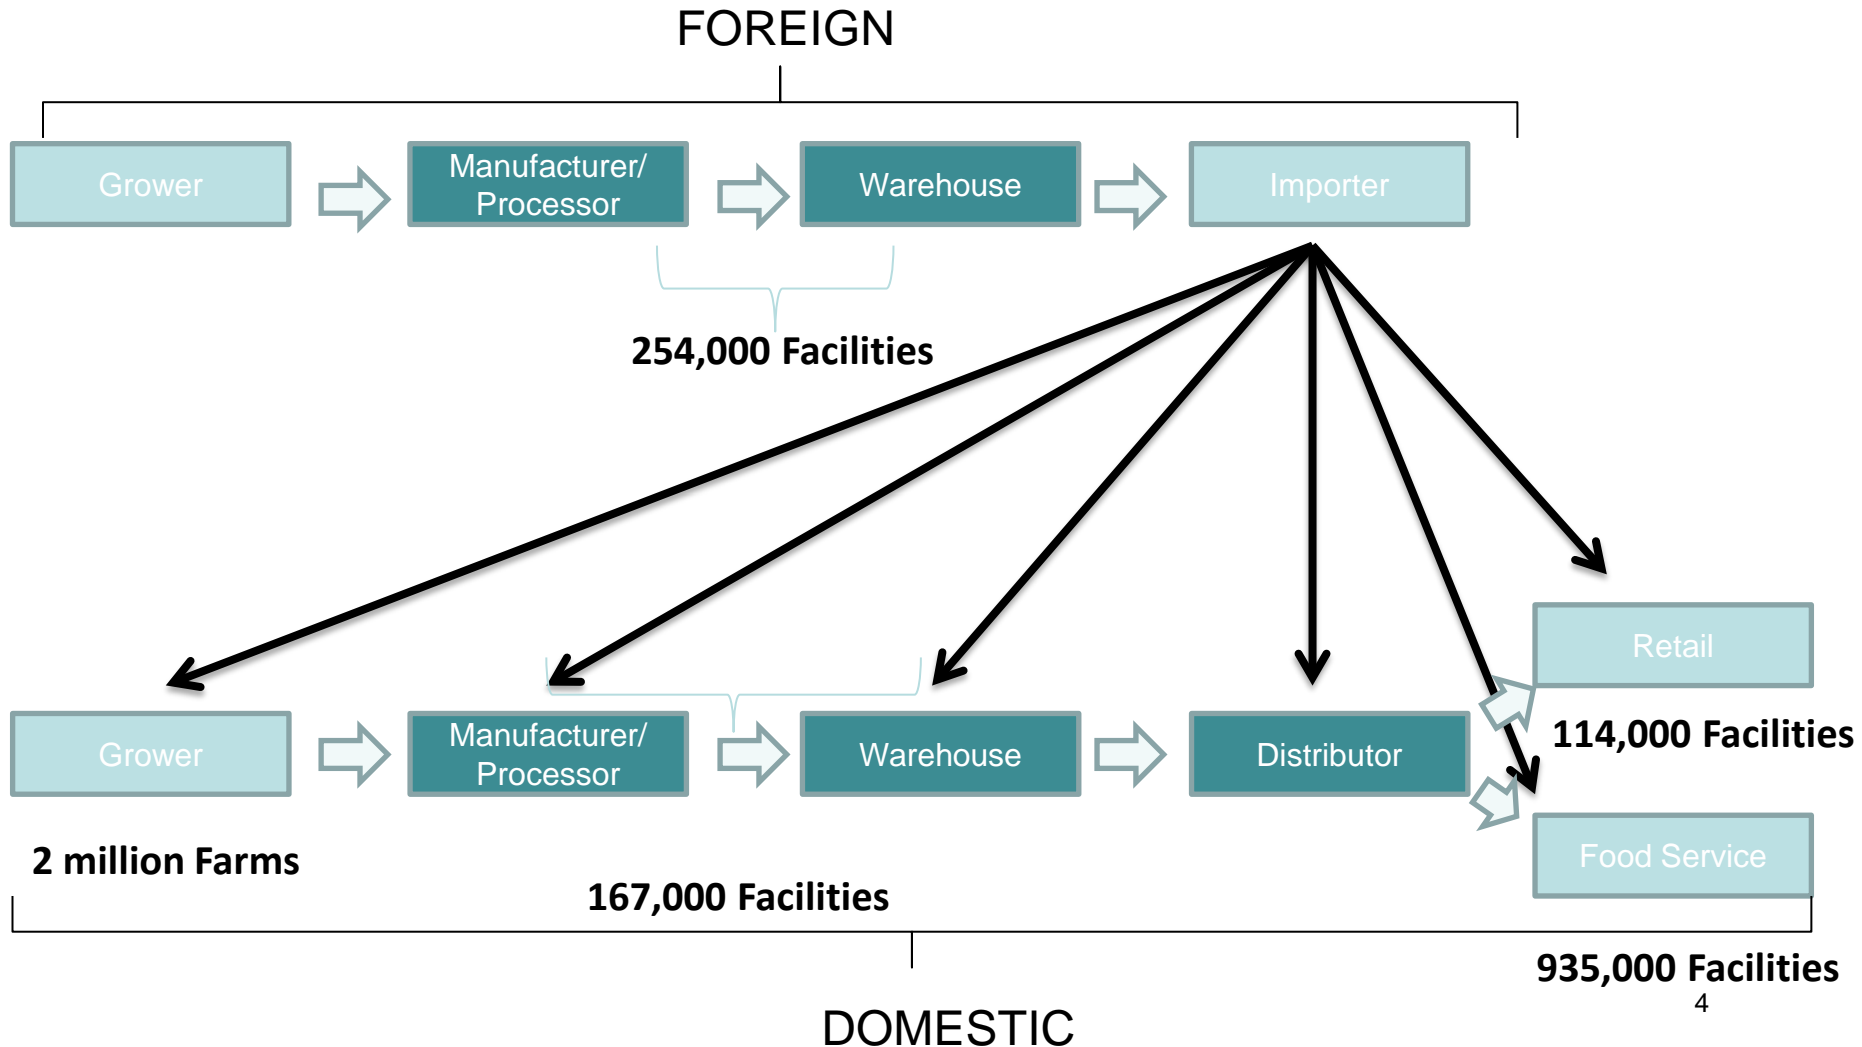 FOREIGN
Grower
Manufacturer/
Processor
Warehouse
Importer
254,000 Facilities
Retail
114,000 Facilities
Grower
Manufacturer/
Processor
Warehouse
Distributor
Food Service
2 million Farms
167,000 Facilities
935,000 Facilities
4
DOMESTIC